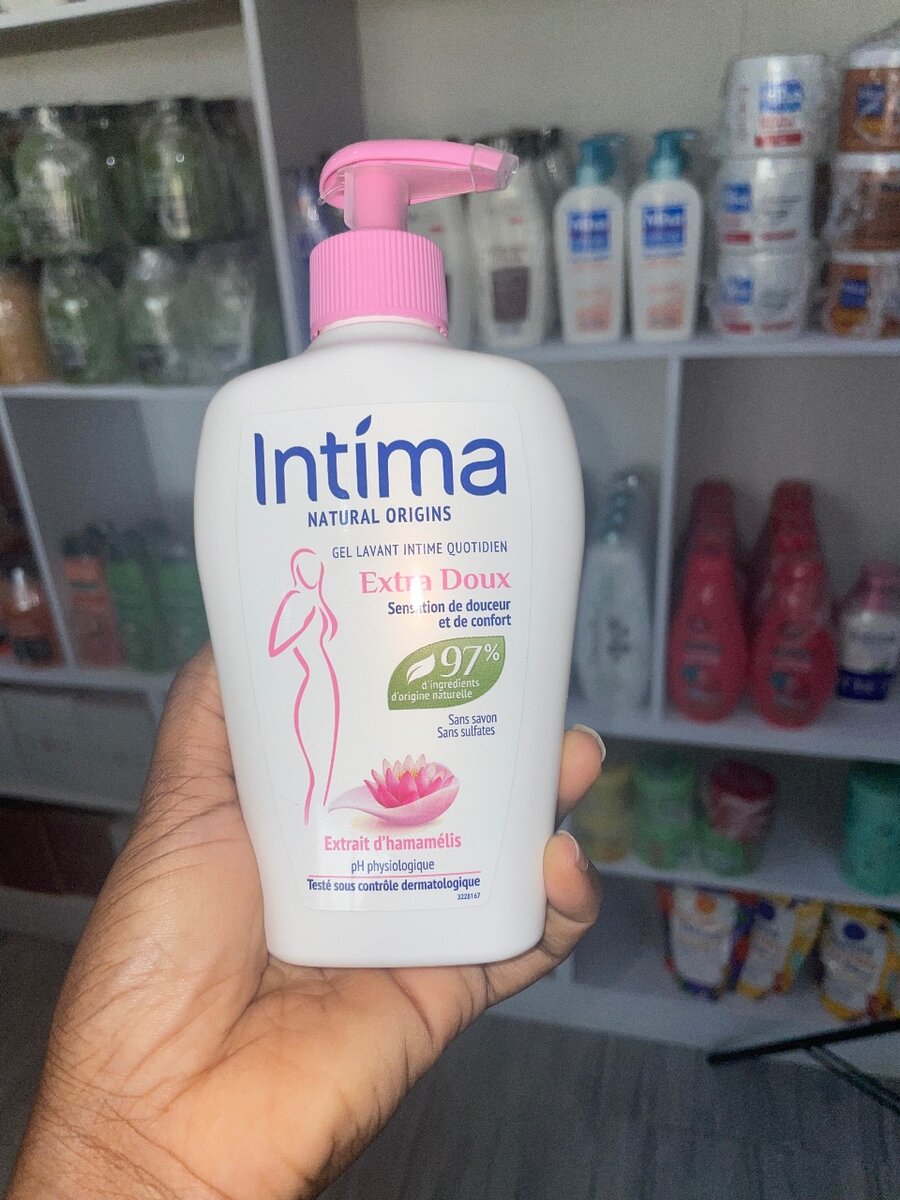 Intíma
NATURAL ORIGINS
GEL LAVANT INTIME QUOTIDIEN
Extra Doux
Sensation de douceur
et de confort
97%
d'ingrédients
d'origine naturelle
Sans savon
Sans sulfates
Extrait d'hamamélis
pH physiologique
Testé sous contrôle dermatologique
3228167